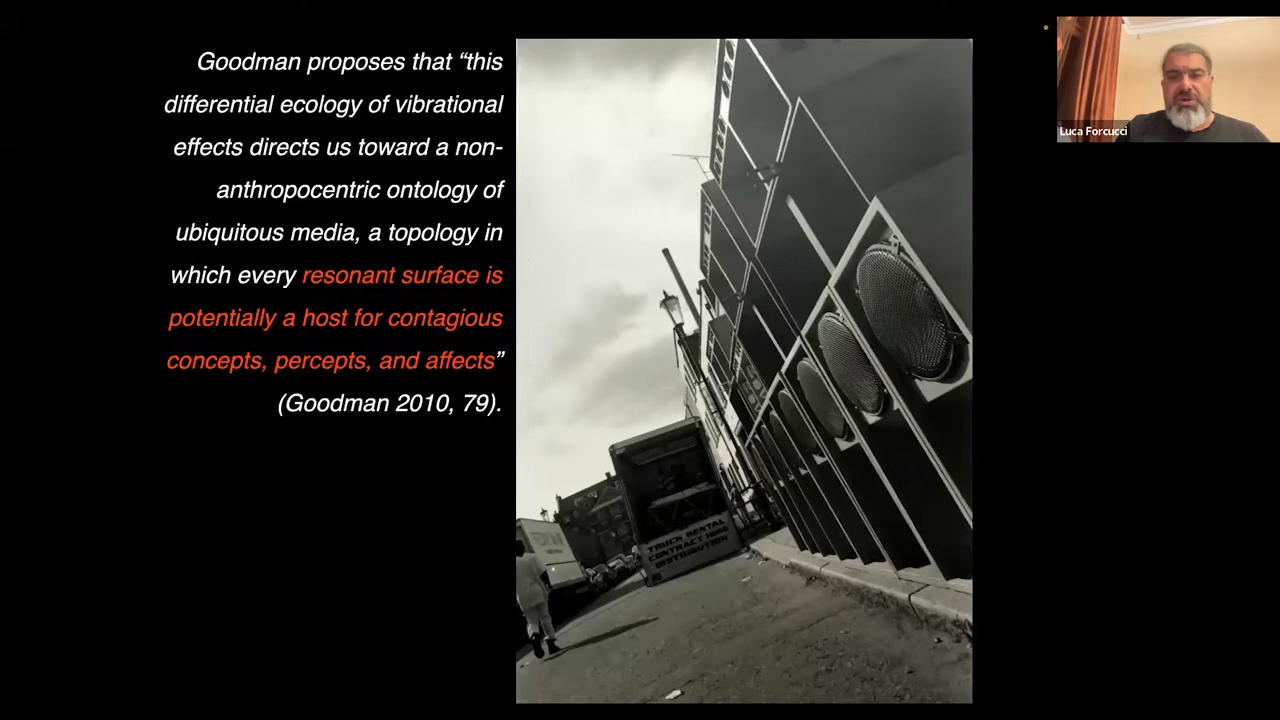 Goodman proposes that “this
differential ecology of vibrational
effects directs us toward a non-
anthropocentric ontology of
ubiquitous media, a topology in
which every resonant surface is
potentially a host for contagious
concepts, percepts, and affects”
(Goodman 2010, 79).
Luca Forcucci
TRUCK RENTAL
CONTRACT HIRE
DISTRIBUTION